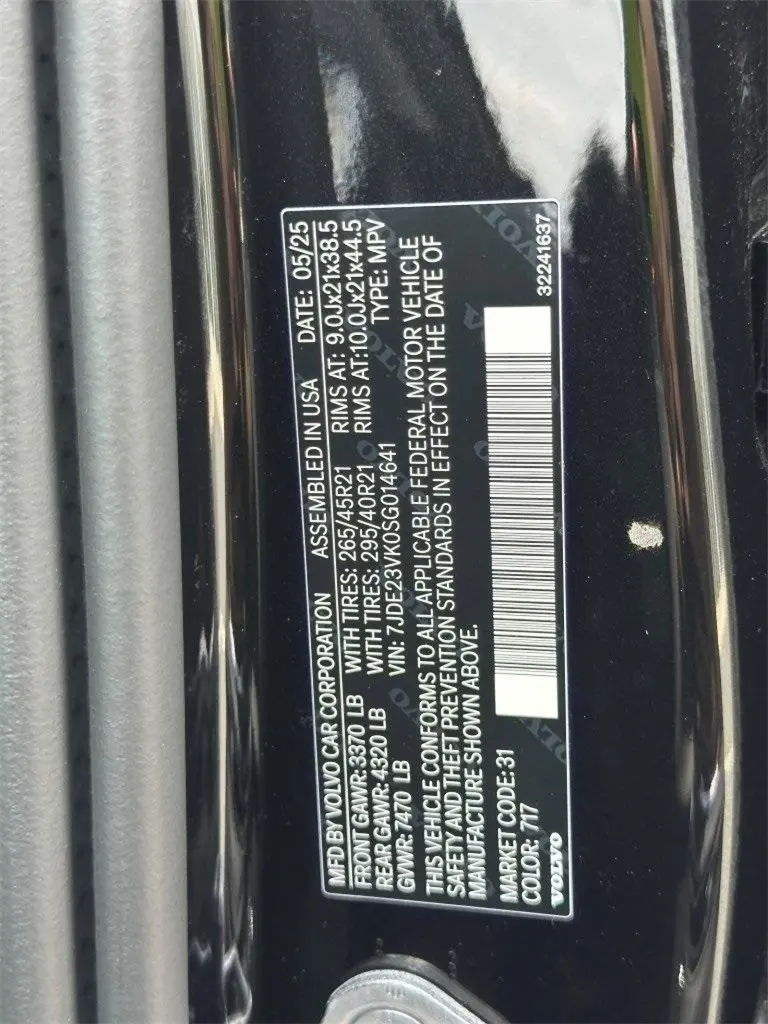 MFD BY VOLVO CAR CORPORATION ASSEMBLED IN USA DATE: 05/25
FRONT GAWR:3370 LB WITH TIRES: 265/45R21 RIMS AT: 9.0Jx21x38.5
REAR GAWR:4320 LB WITH TIRES: 295/40R21 RIMS AT:10.0Jx21x44.5
GVWR:7470 LB VIN: 7JDE23VK0SG014641 TYPE: MPV
THIS VEHICLE CONFORMS TO ALL APPLICABLE FEDERAL MOTOR VEHICLE
SAFETY AND THEFT PREVENTION STANDARDS IN EFFECT ON THE DATE OF
MANUFACTURE SHOWN ABOVE.
MARKET CODE:31
COLOR: 717
VOLVO
32241637